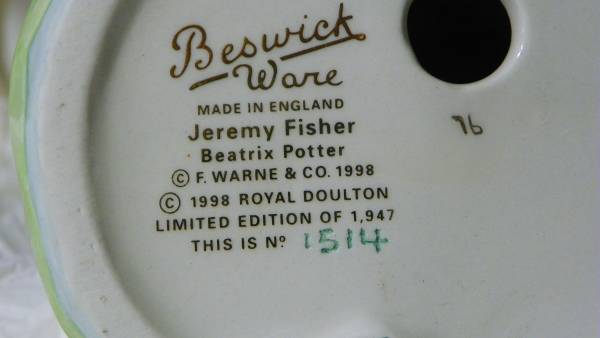 Beswick
Ware
MADE IN ENGLAND
Jeremy Fisher
Beatrix Potter
© F. WARNE & CO. 1998
© 1998 ROYAL DOULTON
LIMITED EDITION OF 1,947
THIS IS Nº 1514
76